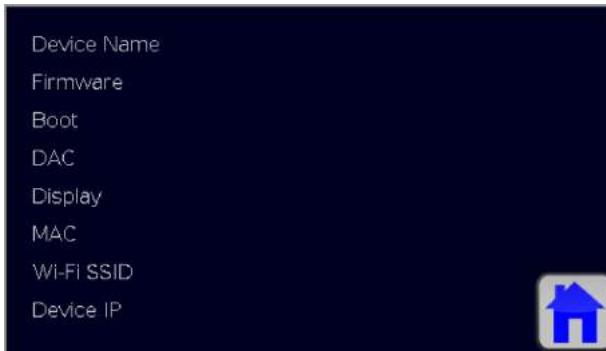 Device Name
Firmware
Boot
DAC
Display
MAC
Wi-Fi SSID
Device IP